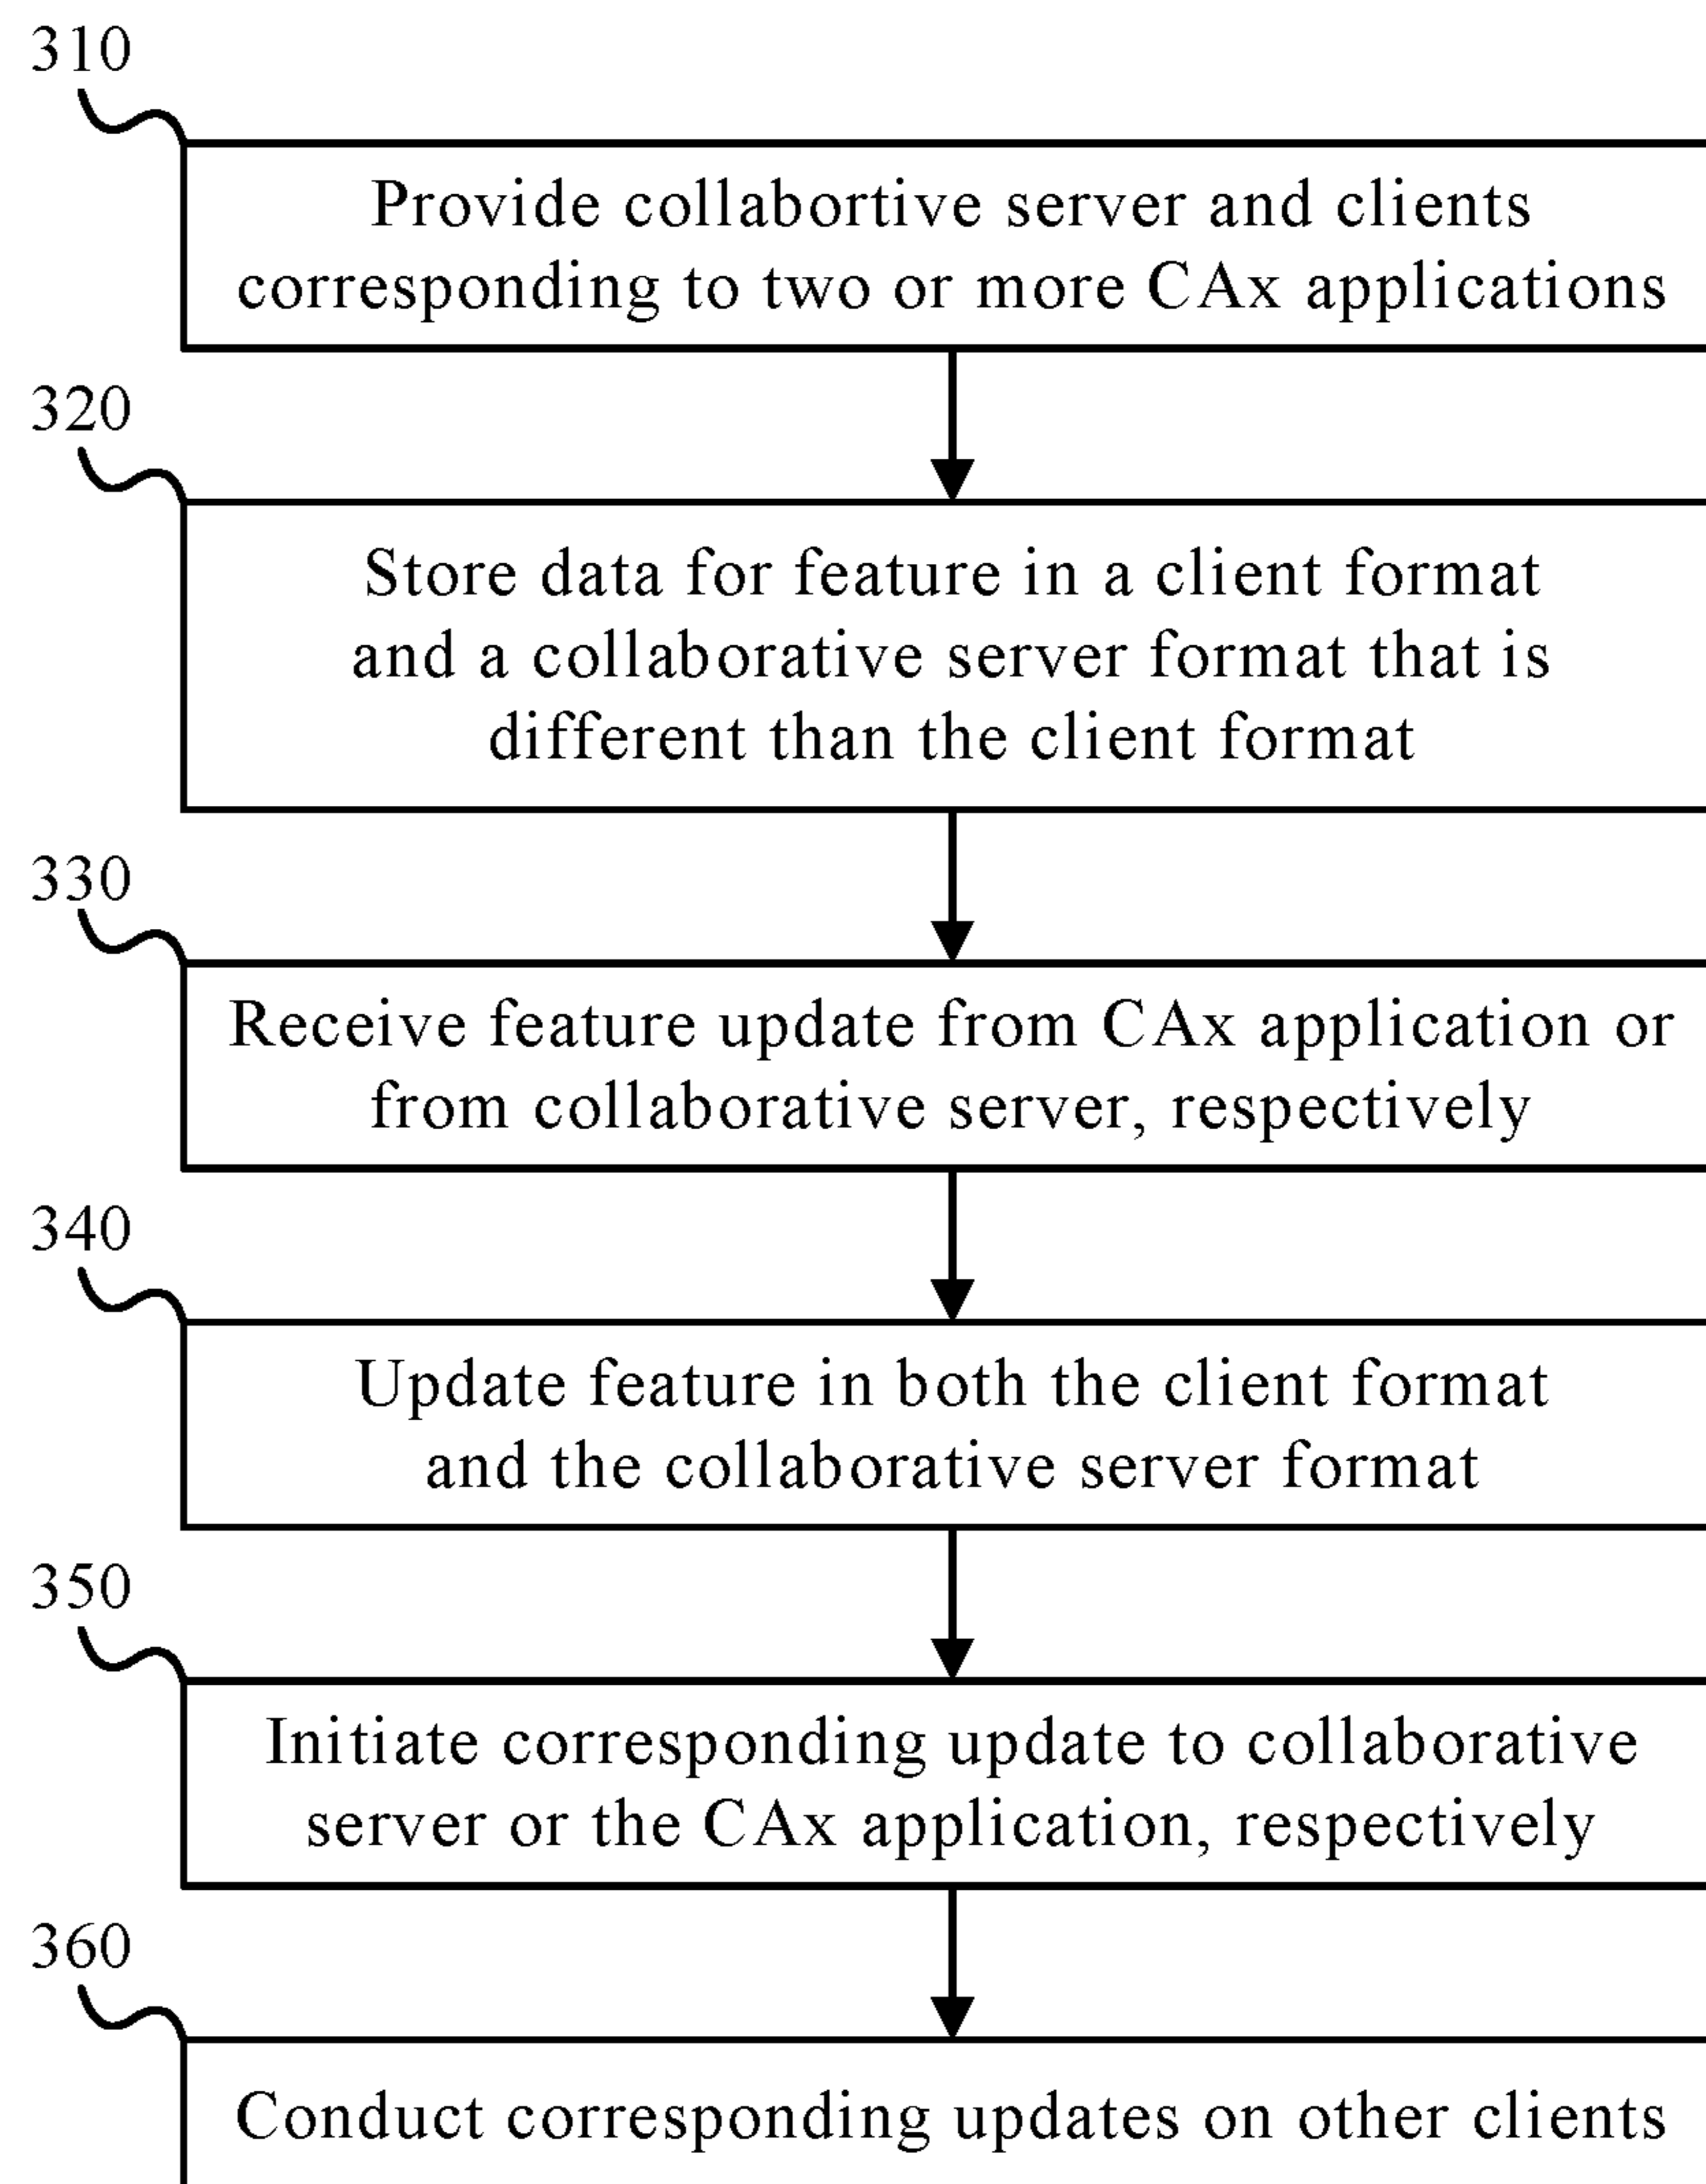 310
Provide collabortive server and clients
corresponding to two or more CAx applications
320
Store data for feature in a client format
and a collaborative server format that is
different than the client format
330
Receive feature update from CAx application or
from collaborative server, respectively
340
Update feature in both the client format
and the collaborative server format
350
Initiate corresponding update to collaborative
server or the CAx application, respectively
360
Conduct corresponding updates on other clients